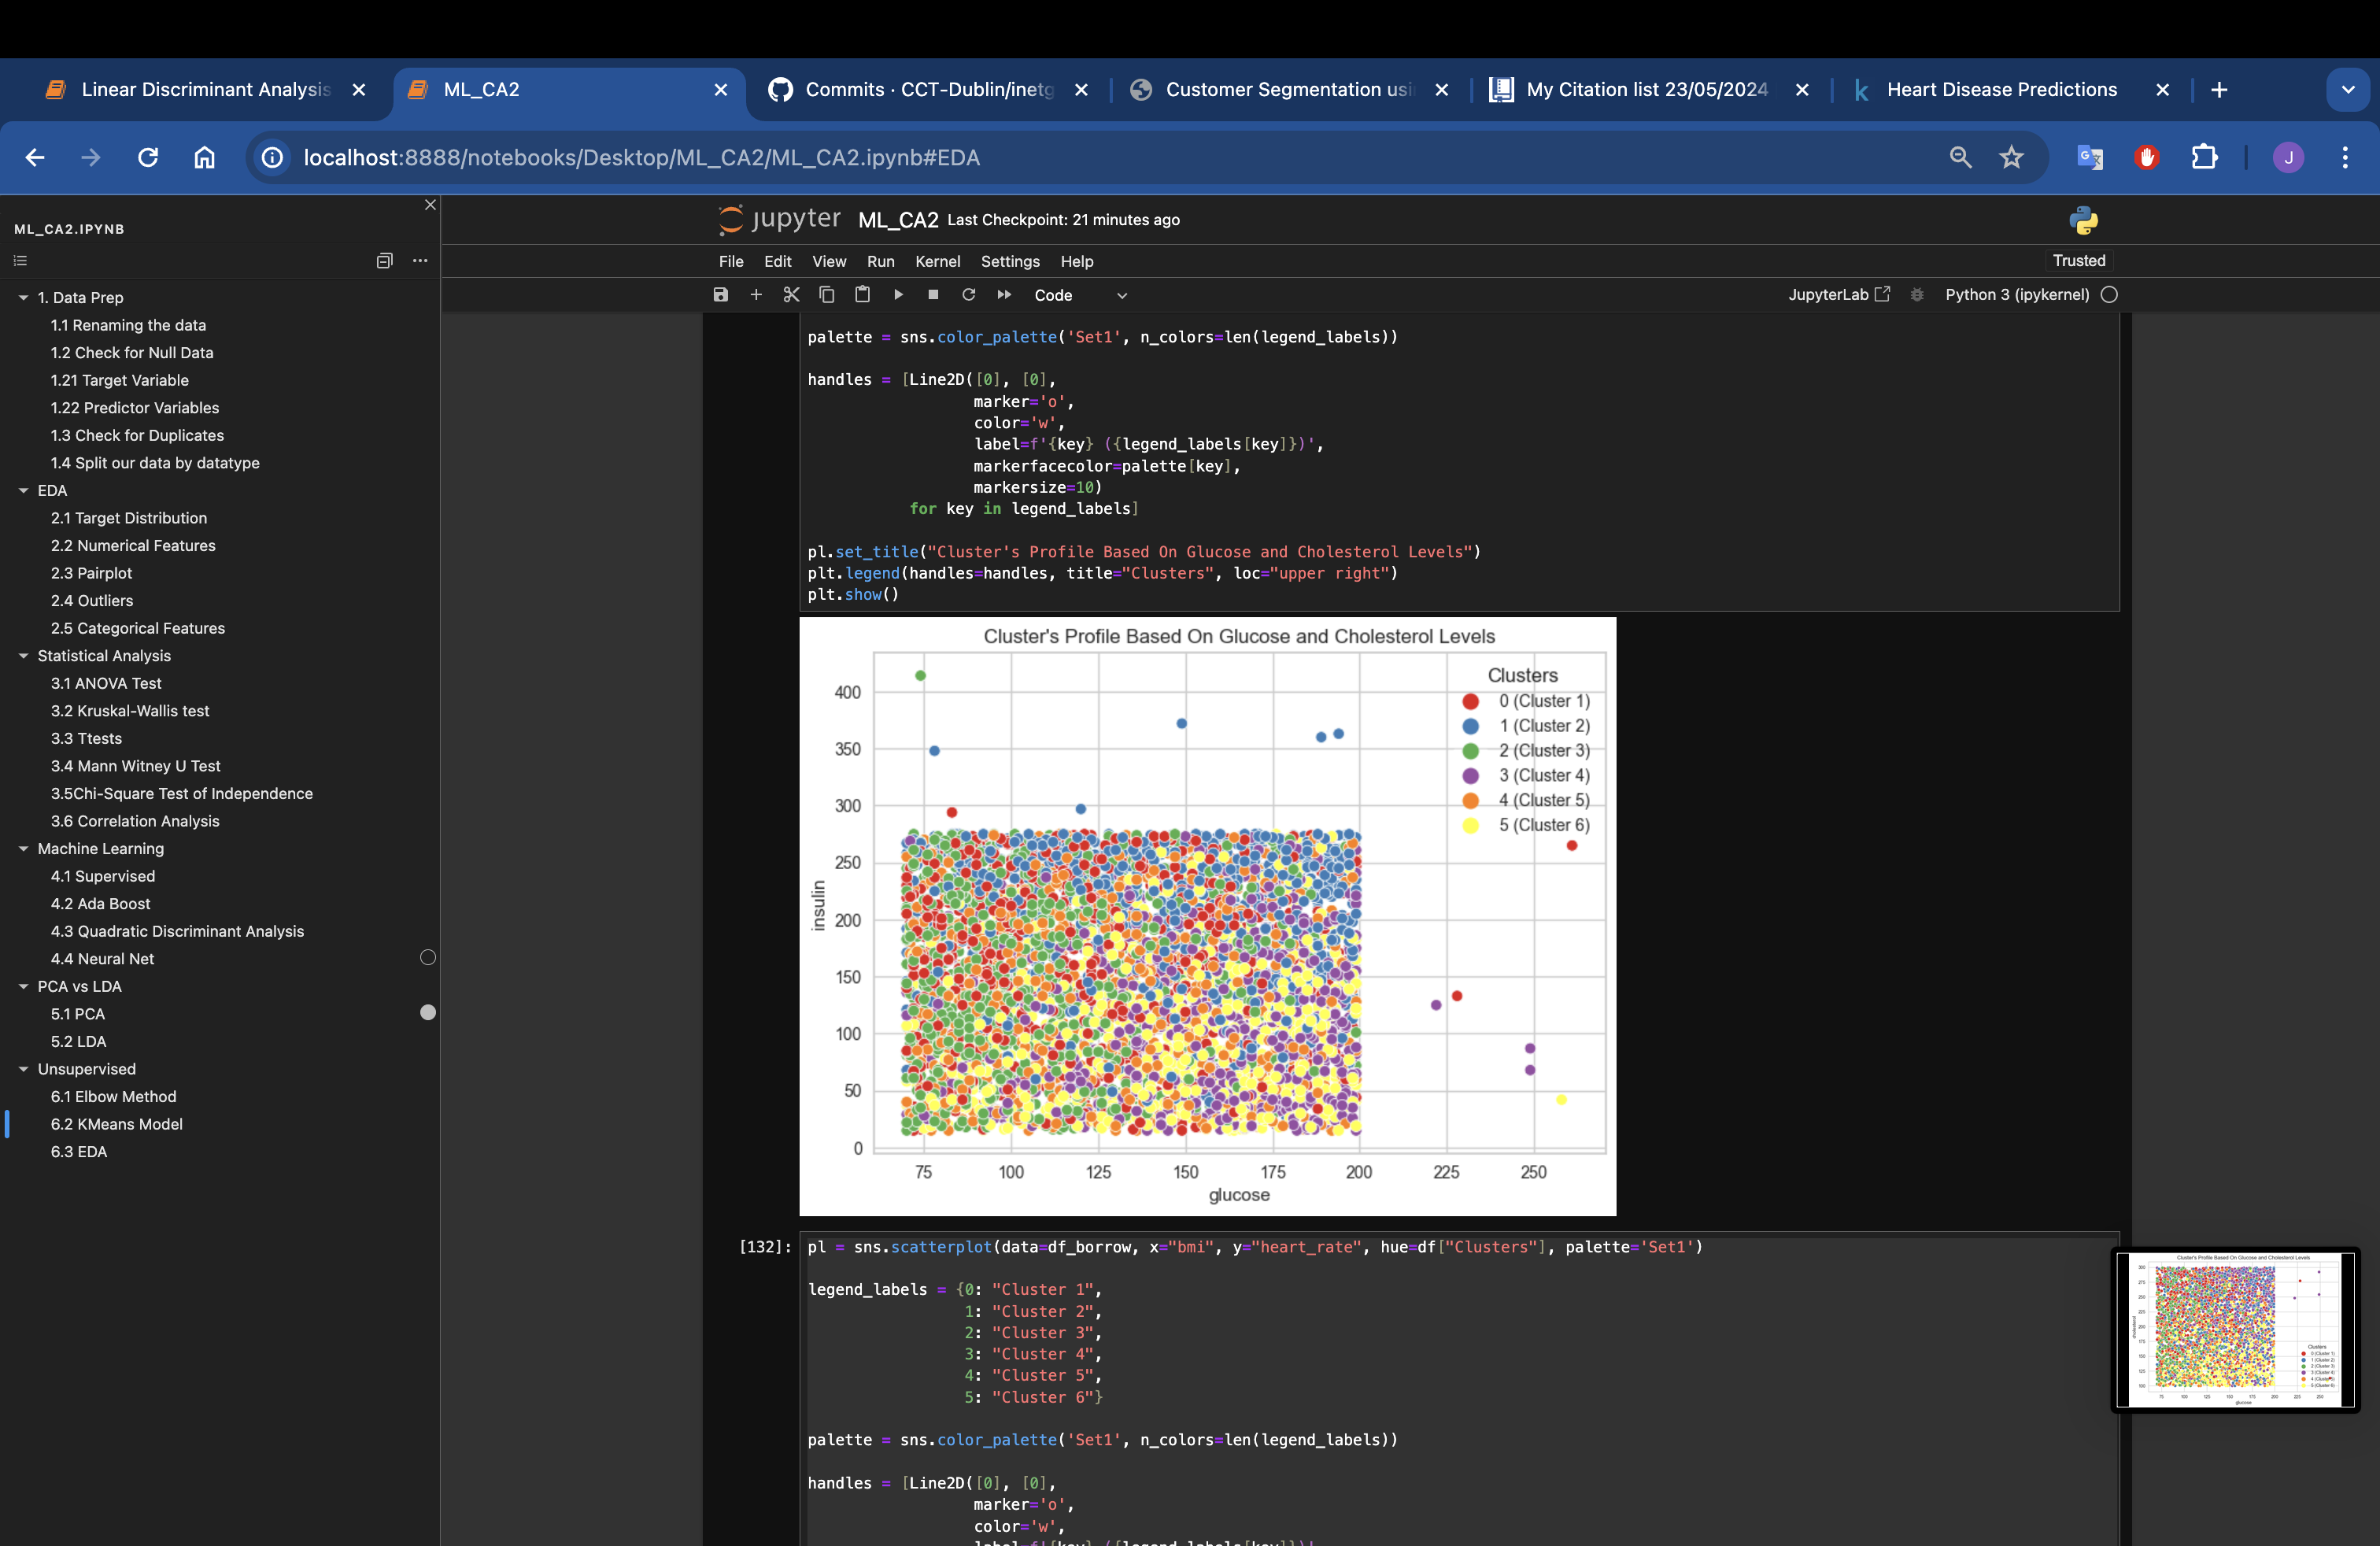 Linear Discriminant Analysis
ML_CA2
Commits · CCT-Dublin/inetg
Customer Segmentation usi
My Citation list 23/05/2024
Heart Disease Predictions
localhost:8888/notebooks/Desktop/ML_CA2/ML_CA2.ipynb#EDA
J
ML_CA2.IPYNB
1. Data Prep
1.1 Renaming the data
1.2 Check for Null Data
1.21 Target Variable
1.22 Predictor Variables
1.3 Check for Duplicates
1.4 Split our data by datatype
EDA
2.1 Target Distribution
2.2 Numerical Features
2.3 Pairplot
2.4 Outliers
2.5 Categorical Features
Statistical Analysis
3.1 ANOVA Test
3.2 Kruskal-Wallis test
3.3 Ttests
3.4 Mann Witney U Test
3.5Chi-Square Test of Independence
3.6 Correlation Analysis
Machine Learning
4.1 Supervised
4.2 Ada Boost
4.3 Quadratic Discriminant Analysis
4.4 Neural Net
PCA vs LDA
5.1 PCA
5.2 LDA
Unsupervised
6.1 Elbow Method
6.2 KMeans Model
6.3 EDA
jupyter ML_CA2 Last Checkpoint: 21 minutes ago
File Edit View Run Kernel Settings Help
Trusted
Code
JupyterLab
Python 3 (ipykernel)
palette = sns.color_palette('Set1', n_colors=len(legend_labels))
handles = [Line2D([0], [0],
marker='o',
color='w',
label=f'{key} ({legend_labels[key]})',
markerfacecolor=palette[key],
markersize=10)
for key in legend_labels]
pl.set_title("Cluster's Profile Based On Glucose and Cholesterol Levels")
plt.legend(handles=handles, title="Clusters", loc="upper right")
plt.show()
Cluster's Profile Based On Glucose and Cholesterol Levels
Clusters
0 (Cluster 1)
1 (Cluster 2)
2 (Cluster 3)
3 (Cluster 4)
4 (Cluster 5)
5 (Cluster 6)
400
350
300
250
200
150
100
50
0
insulin
75 100 125 150 175 200 225 250
glucose
[132]: pl = sns.scatterplot(data=df_borrow, x="bmi", y="heart_rate", hue=df["Clusters"], palette='Set1')
legend_labels = {0: "Cluster 1",
1: "Cluster 2",
2: "Cluster 3",
3: "Cluster 4",
4: "Cluster 5",
5: "Cluster 6"}
palette = sns.color_palette('Set1', n_colors=len(legend_labels))
handles = [Line2D([0], [0],
marker='o',
color='w',
Cluster's Profile Based On Glucose and Cholesterol Levels